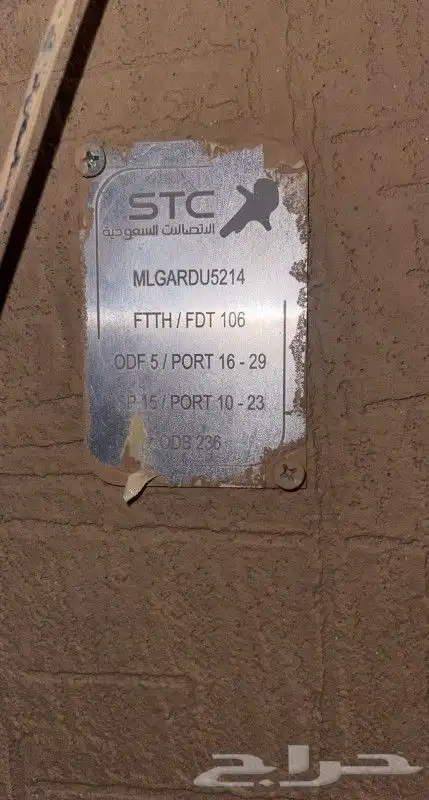 STC
الاتصالات السعودية
MLGARDU5214
FTTH / FDT 106
ODF 5 / PORT 16 - 29
SP 15 / PORT 10 - 23
ODB 236
حراج